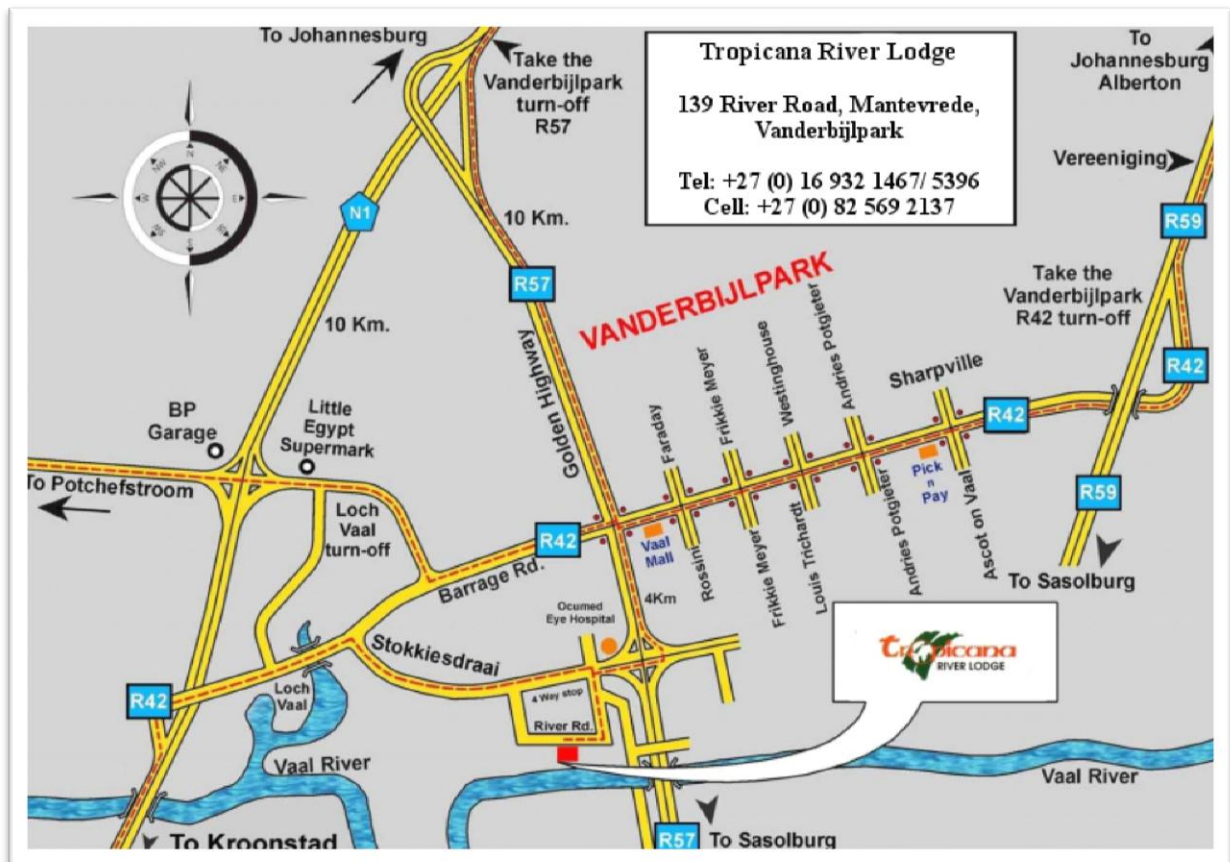 To Johannesburg
Take the
Vanderbijlpark
turn-off
R57
Tropicana River Lodge
139 River Road, Mantevrede,
Vanderbijlpark
Tel: +27 (0) 16 932 1467/ 5396
Cell: +27 (0) 82 569 2137
To
Johannesburg
Alberton
Vereeniging
N
NE
E
SE
S
SW
W
NW
N1
10 Km.
10 Km.
R57
Golden Highway
VANDERBIJLPARK
R59
Take the
Vanderbijlpark
R42 turn-off
R42
BP
Garage
Little
Egypt
Supermark
To Potchefstroom
Loch
Vaal
turn-off
Faraday
Frikkie Meyer
Westinghouse
Andries Potgieter
Sharpville
R42
R42
Barrage Rd.
Vaal
Mall
Rossini
Frikkie Meyer
Louis Trichardt
Andries Potgieter
Pick
n
Pay
Ascot on Vaal
R59
To Sasolburg
4Km
Ocumed
Eye Hospital
Stokkiesdraai
tropicana
RIVER LODGE
R42
Loch
Vaal
4 Way stop
River Rd.
Vaal River
Vaal River
To Kroonstad
R57
To Sasolburg